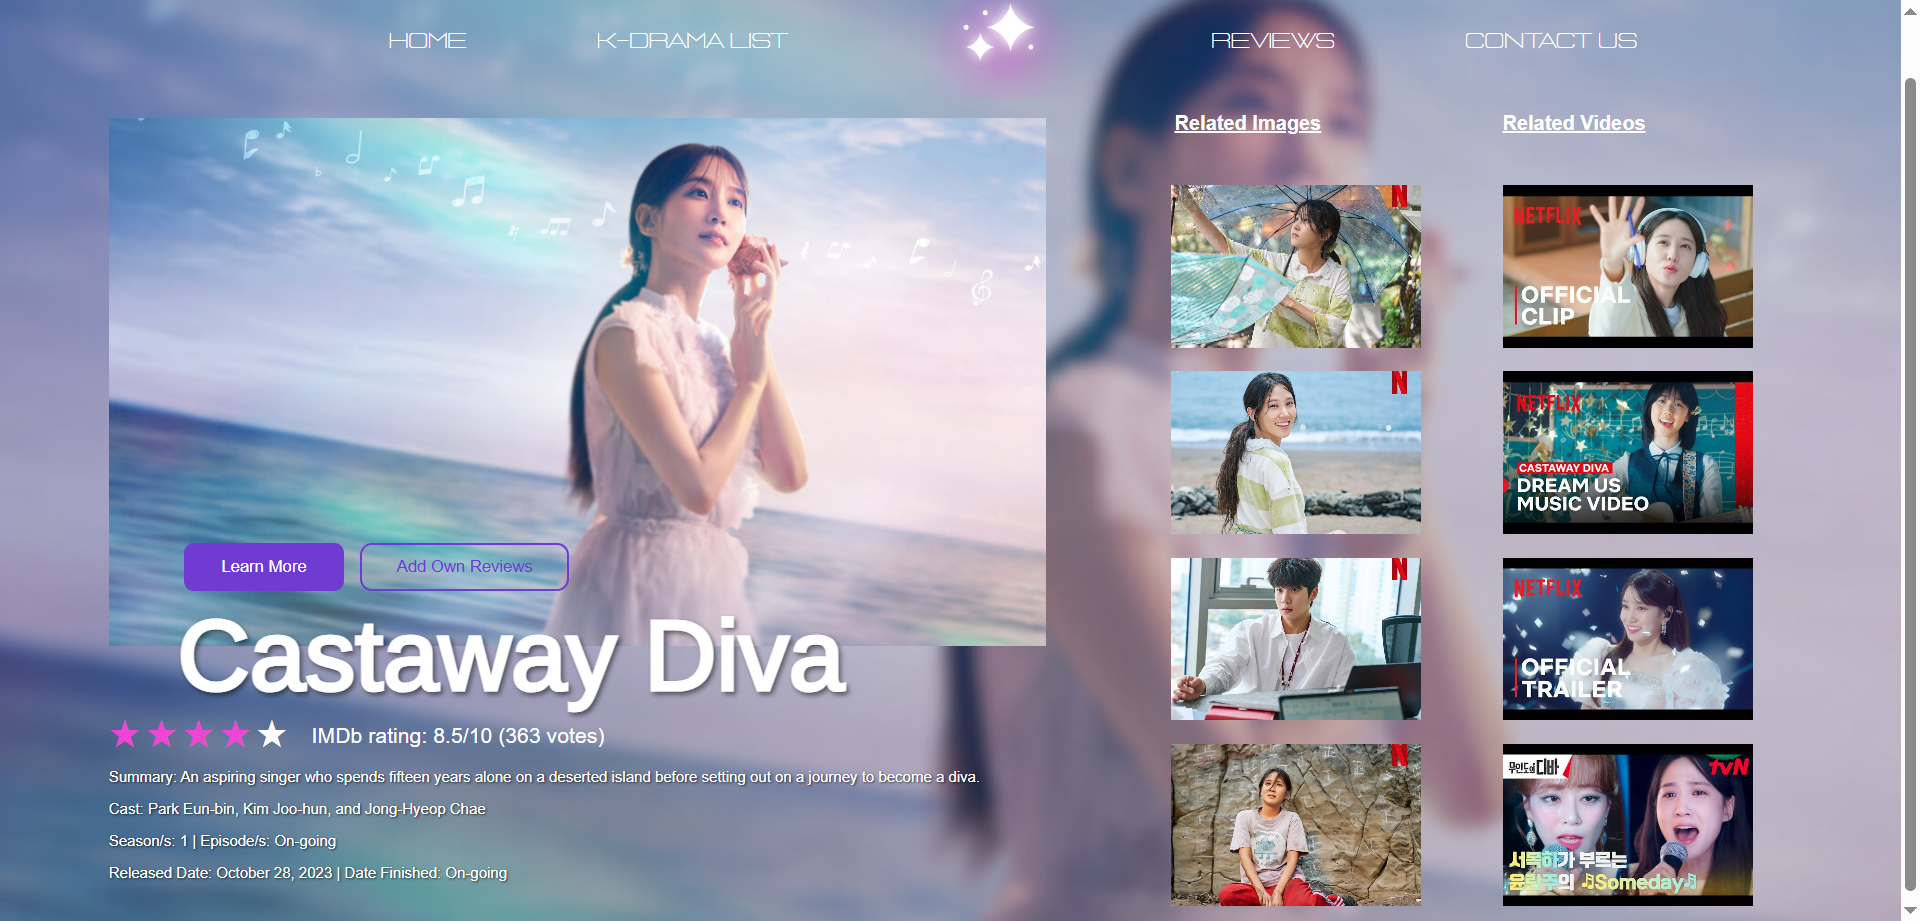 HOME
K-DRAMA LIST
REVIEWS
CONTACT US
Related Images
Related Videos
N
NETFLIX
OFFICIAL
CLIP
N
NETFLIX
CASTAWAY DIVA
DREAM US
MUSIC VIDEO
N
NETFLIX
OFFICIAL
TRAILER
N
무인도의 디바
tvN
서목하가 부르는
윤란주의 ♬Someday♬
Learn More
Add Own Reviews
Castaway Diva
IMDb rating: 8.5/10 (363 votes)
Summary: An aspiring singer who spends fifteen years alone on a deserted island before setting out on a journey to become a diva.
Cast: Park Eun-bin, Kim Joo-hun, and Jong-Hyeop Chae
Season/s: 1 | Episode/s: On-going
Released Date: October 28, 2023 | Date Finished: On-going